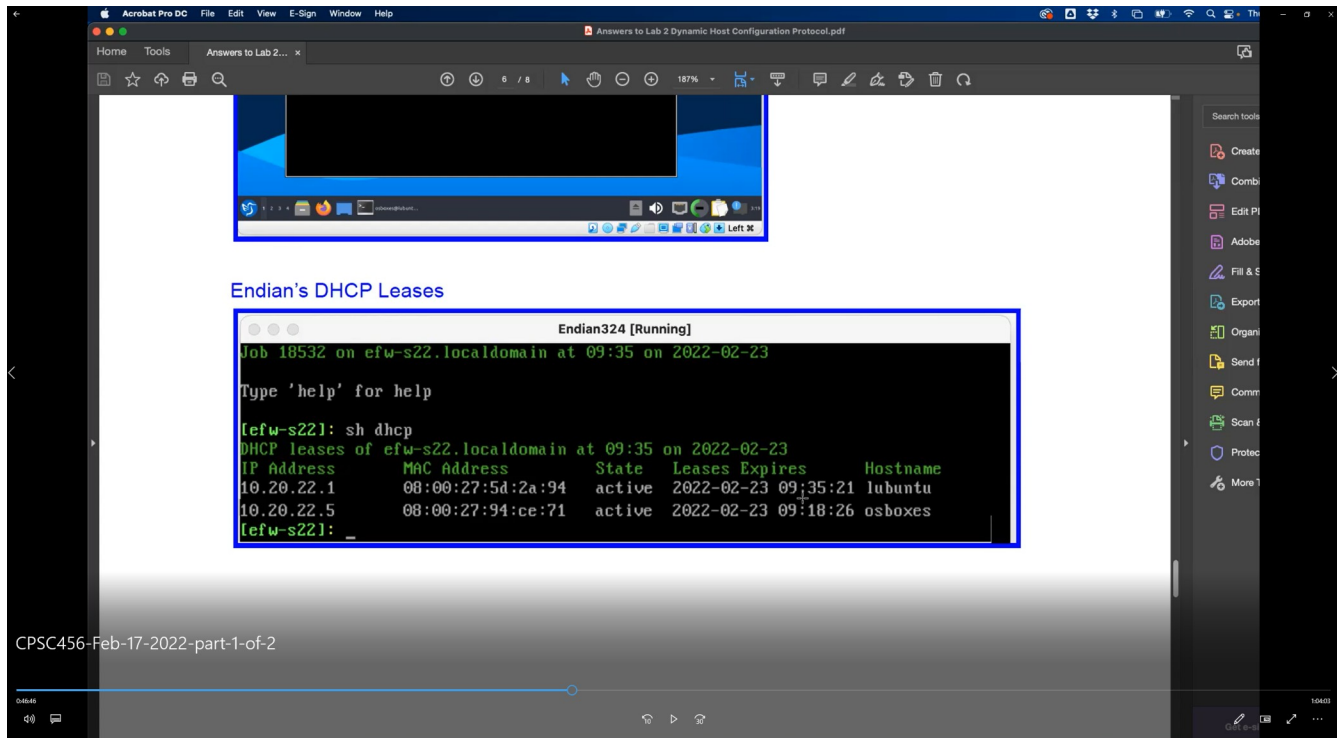 Acrobat Pro DC File Edit View E-Sign Window Help
Answers to Lab 2 Dynamic Host Configuration Protocol.pdf
Home Tools Answers to Lab 2... ×
6 / 8 187%
Search tools
Create
Edit
Adobe
Fill &
Export
Send
More
Left ⌘
Endian's DHCP Leases
Endian324 [Running]
Job 18532 on efw-s22.localdomain at 09:35 on 2022-02-23
Type 'help' for help
[efw-s22]: sh dhcp
DHCP leases of efw-s22.localdomain at 09:35 on 2022-02-23
IP Address MAC Address State Leases Expires Hostname
10.20.22.1 08:00:27:5d:2a:94 active 2022-02-23 09:35:21 lubuntu
10.20.22.5 08:00:27:94:ce:71 active 2022-02-23 09:18:26 osboxes
[efw-s22]: _
CPSC456-Feb-17-2022-part-1-of-2
0:46:46 1:04:03
10 30